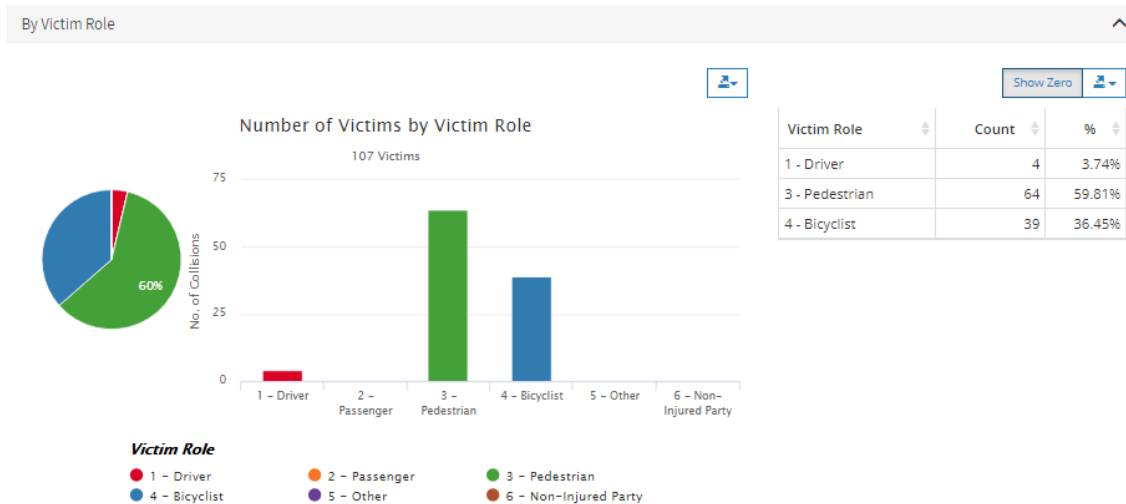 By Victim Role
Show Zero
Number of Victims by Victim Role
107 Victims
75
50
25
0
No. of Collisions
60%
1 - Driver
2 - Passenger
3 - Pedestrian
4 - Bicyclist
5 - Other
6 - Non-Injured Party
Victim Role
1 - Driver
2 - Passenger
3 - Pedestrian
4 - Bicyclist
5 - Other
6 - Non-Injured Party
Victim Role Count %
1 - Driver 4 3.74%
3 - Pedestrian 64 59.81%
4 - Bicyclist 39 36.45%